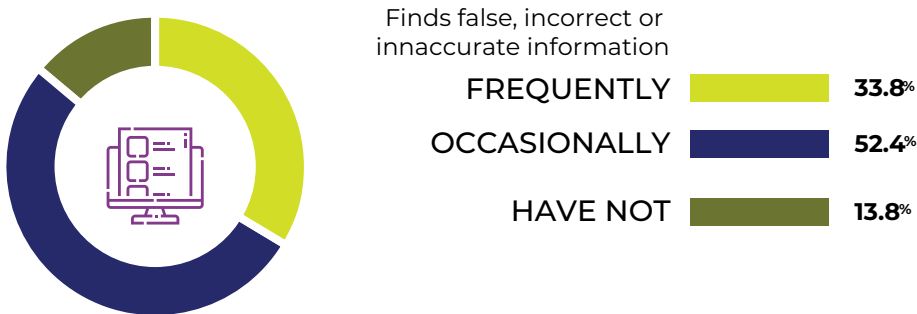 Finds false, incorrect or
innaccurate information
FREQUENTLY 33.8%
OCCASIONALLY 52.4%
HAVE NOT 13.8%